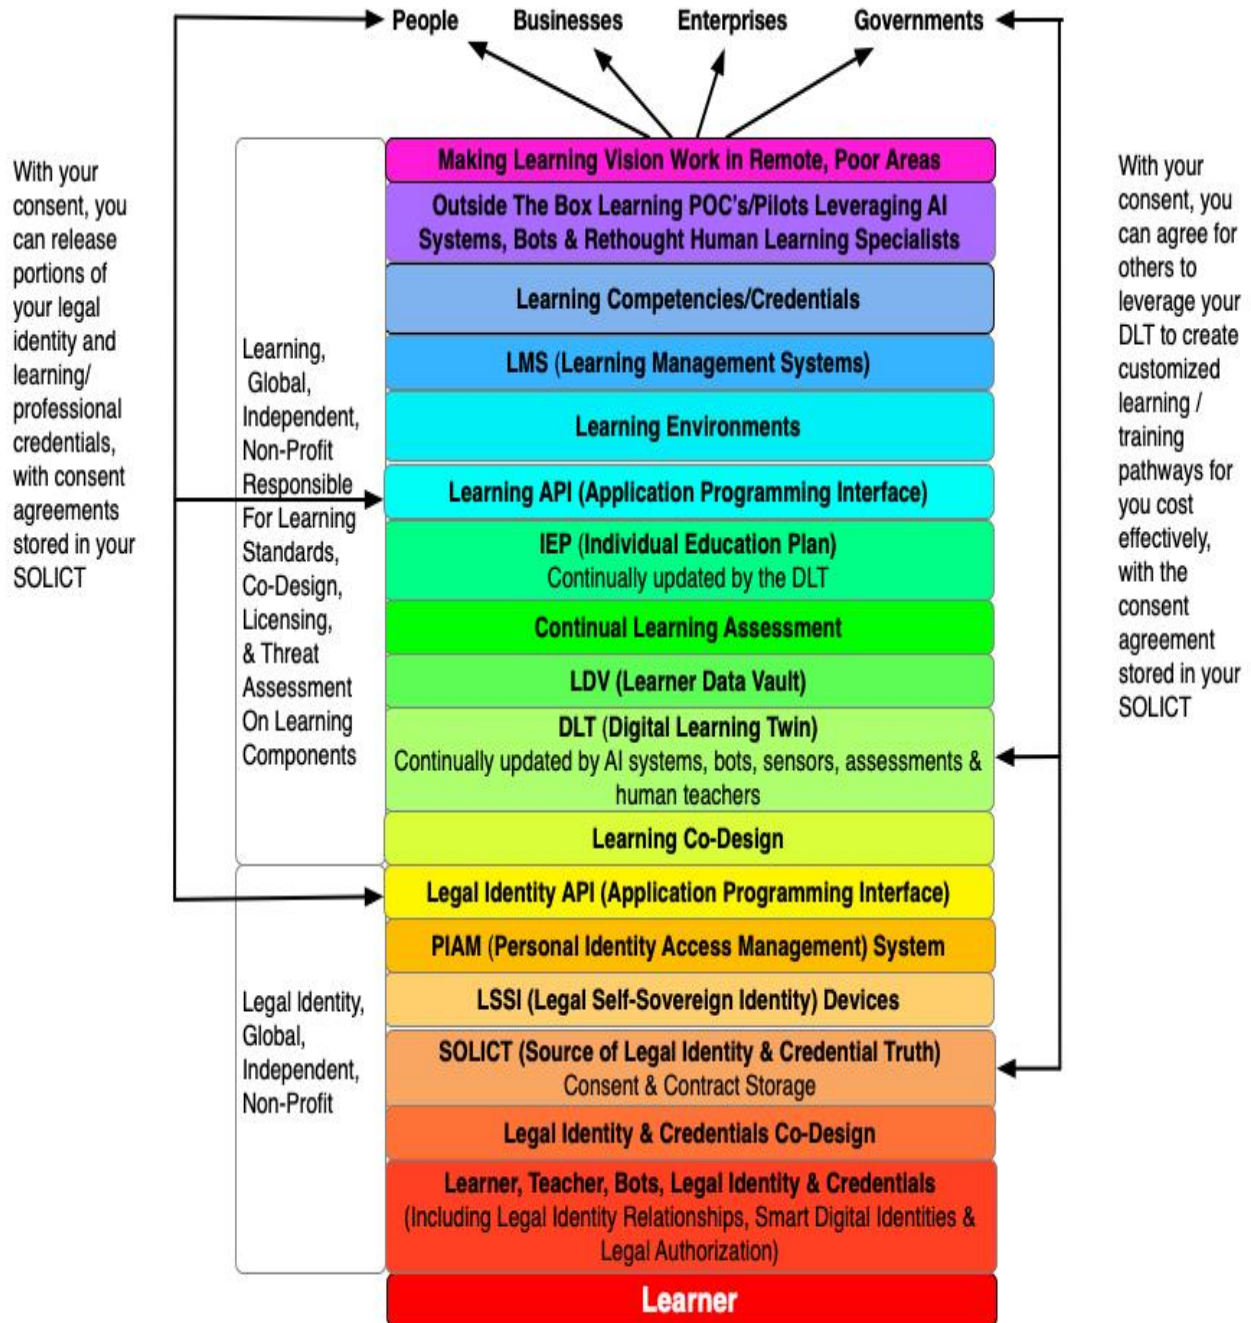 People Businesses Enterprises Governments
With your
consent, you
can release
portions of
your legal
identity and
learning/
professional
credentials,
with consent
agreements
stored in your
SOLICT
Learning,
Global,
Independent,
Non-Profit
Responsible
For Learning
Standards,
Co-Design,
Licensing,
& Threat
Assessment
On Learning
Components
Legal Identity,
Global,
Independent,
Non-Profit
Making Learning Vision Work in Remote, Poor Areas
Outside The Box Learning POC's/Pilots Leveraging AI
Systems, Bots & Rethought Human Learning Specialists
Learning Competencies/Credentials
LMS (Learning Management Systems)
Learning Environments
Learning API (Application Programming Interface)
IEP (Individual Education Plan)
Continually updated by the DLT
Continual Learning Assessment
LDV (Learner Data Vault)
DLT (Digital Learning Twin)
Continually updated by AI systems, bots, sensors, assessments &
human teachers
Learning Co-Design
Legal Identity API (Application Programming Interface)
PIAM (Personal Identity Access Management) System
LSSI (Legal Self-Sovereign Identity) Devices
SOLICT (Source of Legal Identity & Credential Truth)
Consent & Contract Storage
Legal Identity & Credentials Co-Design
Learner, Teacher, Bots, Legal Identity & Credentials
(Including Legal Identity Relationships, Smart Digital Identities &
Legal Authorization)
Learner
With your
consent, you
can agree for
others to
leverage your
DLT to create
customized
learning /
training
pathways for
you cost
effectively,
with the
consent
agreement
stored in your
SOLICT